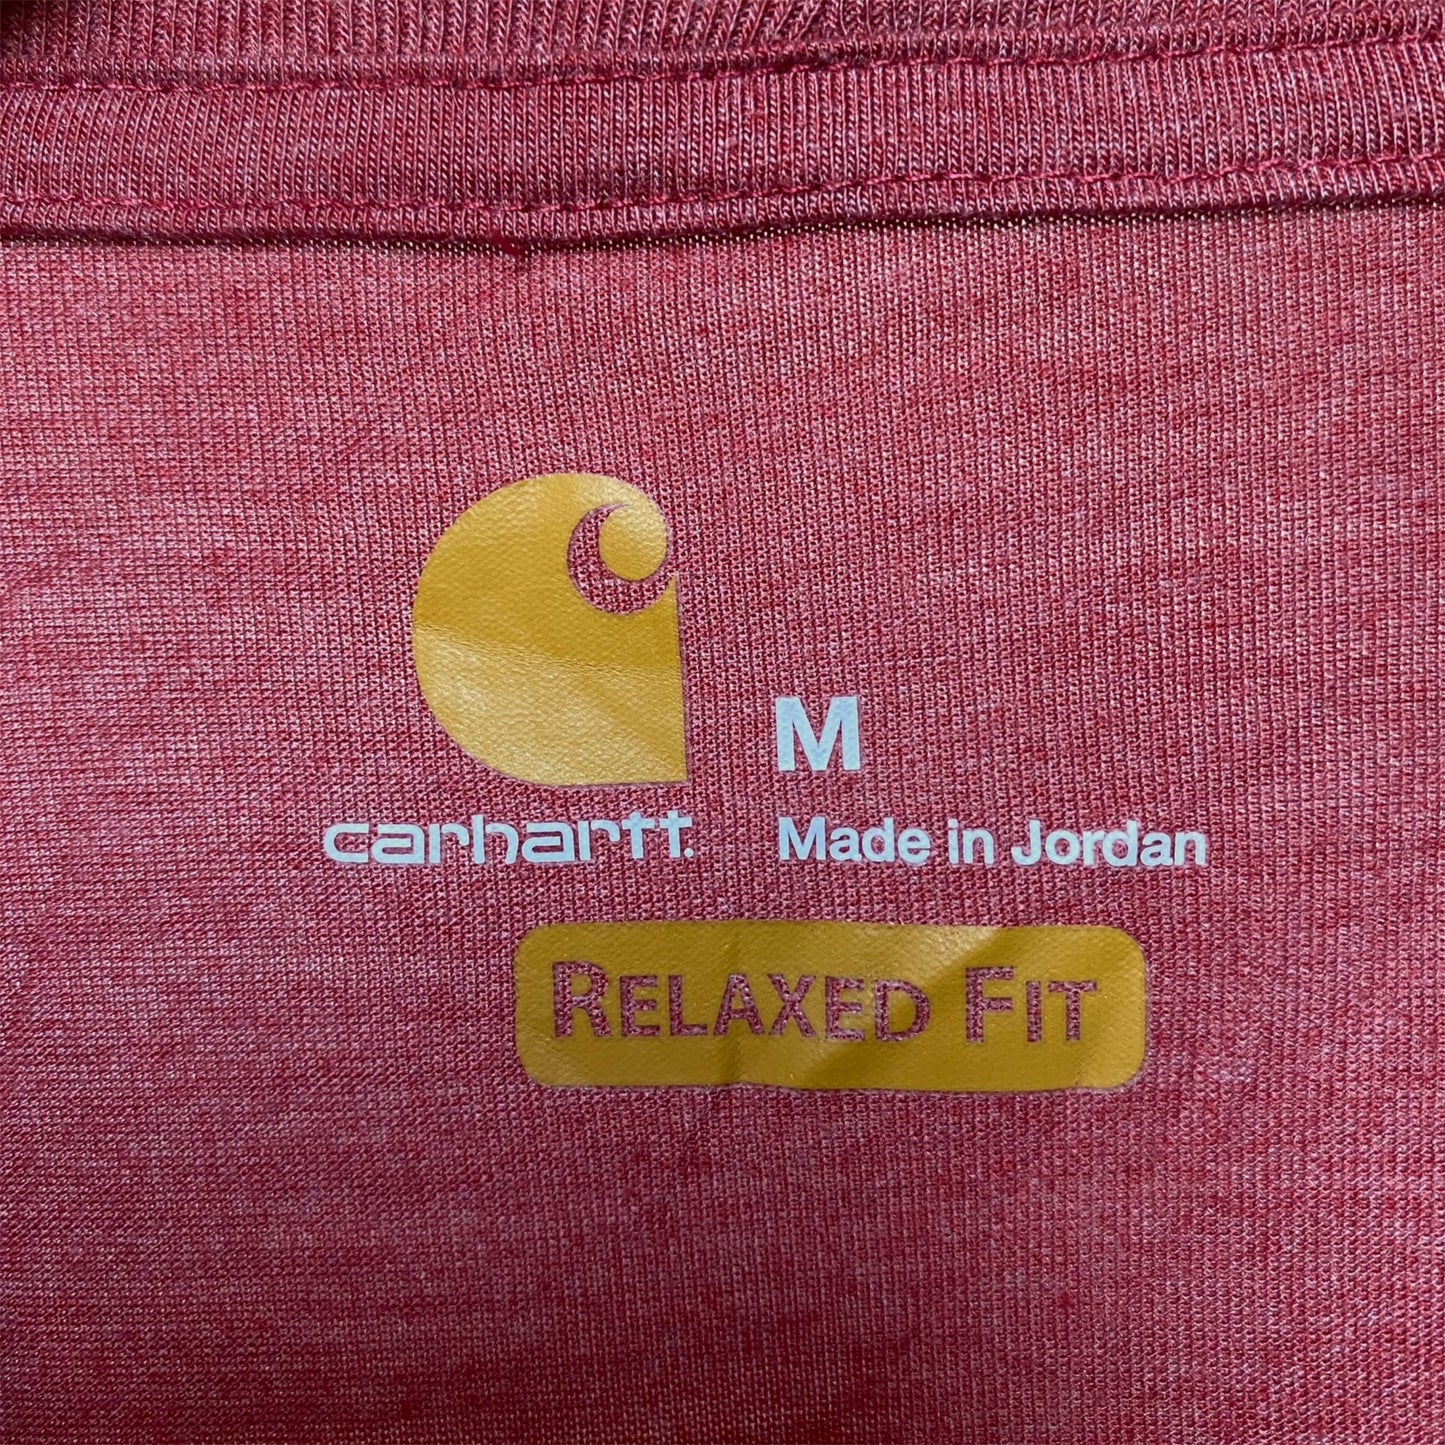 M
carhartt.
Made in Jordan
RELAXED FIT